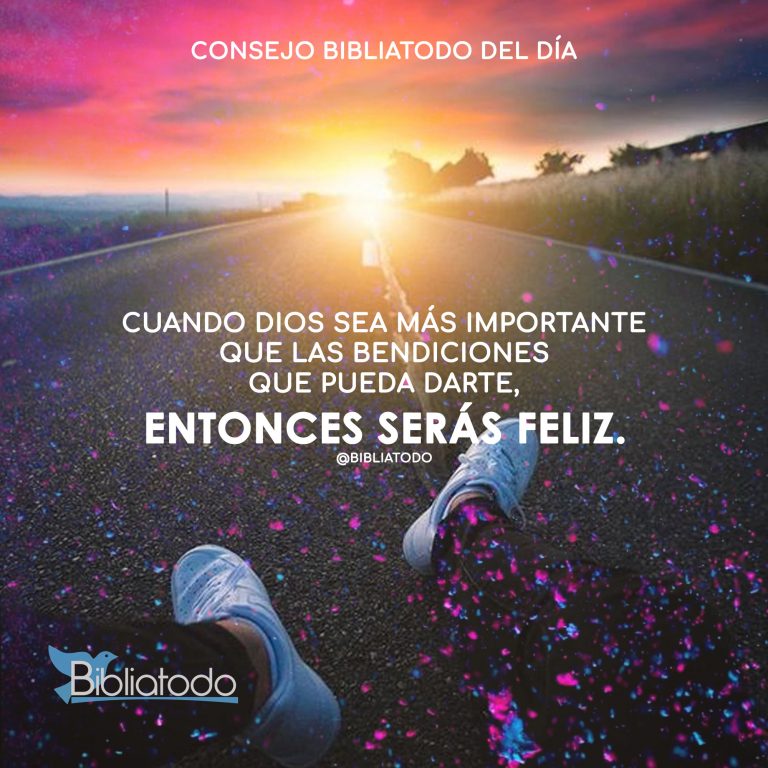 CONSEJO BIBLIATODO DEL DÍA
CUANDO DIOS SEA MÁS IMPORTANTE
QUE LAS BENDICIONES
QUE PUEDA DARTE,
ENTONCES SERÁS FELIZ.
@BIBLIATODO
Bibliatodo